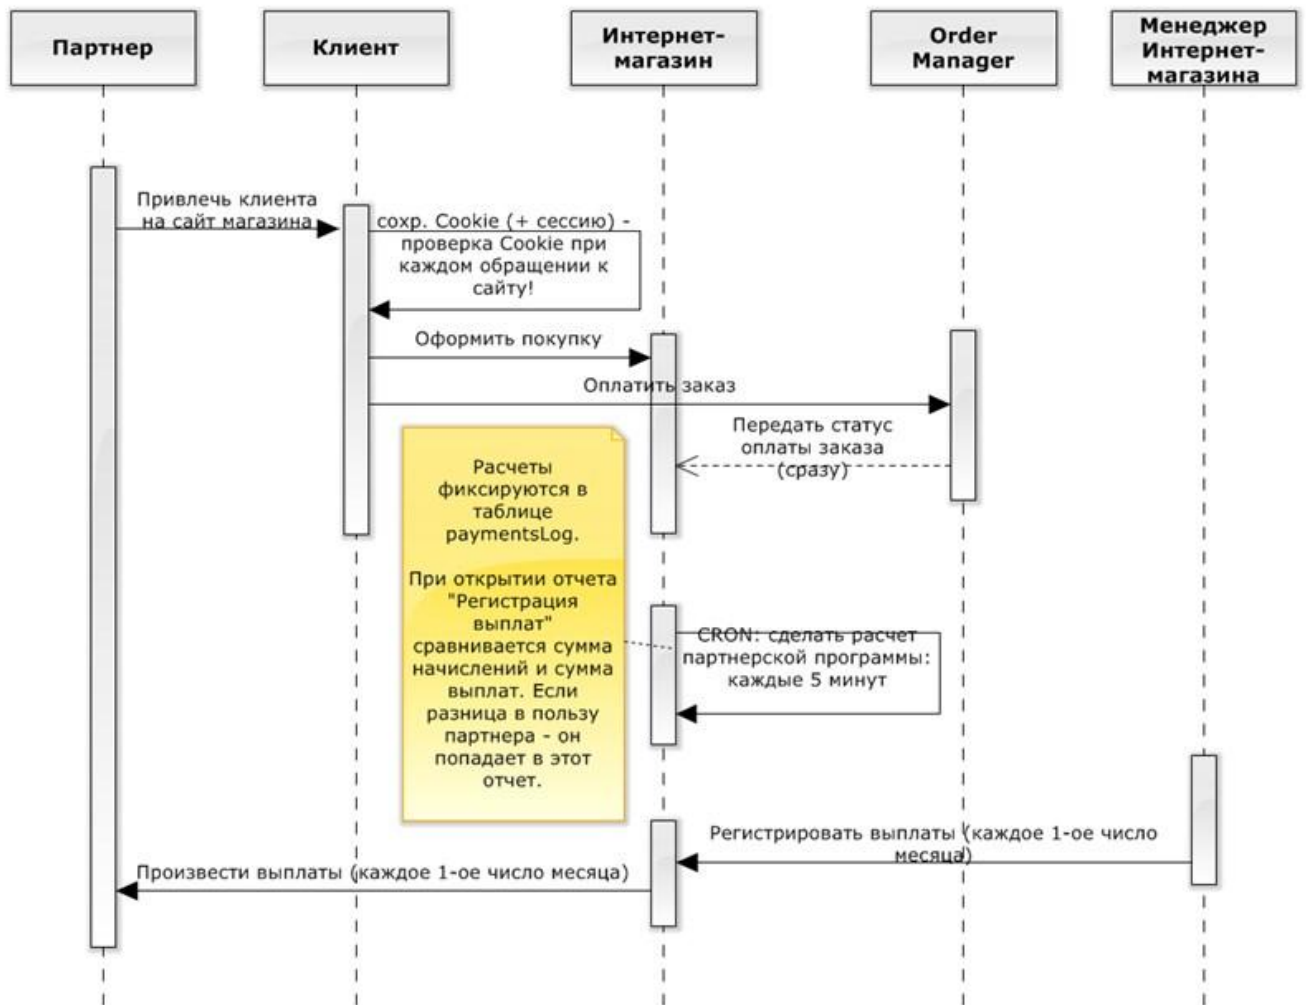 Партнер
Клиент
Интернет-
магазин
Order
Manager
Менеджер
Интернет-
магазина
Привлечь клиента
на сайт магазина
сохр. Cookie (+ сессию) -
проверка Cookie при
каждом обращении к
сайту!
Оформить покупку
Оплатить заказ
Передать статус
оплаты заказа
(сразу)
Расчеты
фиксируются в
таблице
paymentsLog.
При открытии отчета
"Регистрация
выплат"
сравнивается сумма
начислений и сумма
выплат. Если
разница в пользу
партнера - он
попадает в этот
отчет.
CRON: сделать расчет
партнерской программы:
каждые 5 минут
Регистрировать выплаты (каждое 1-ое число
месяца)
Произвести выплаты (каждое 1-ое число месяца)